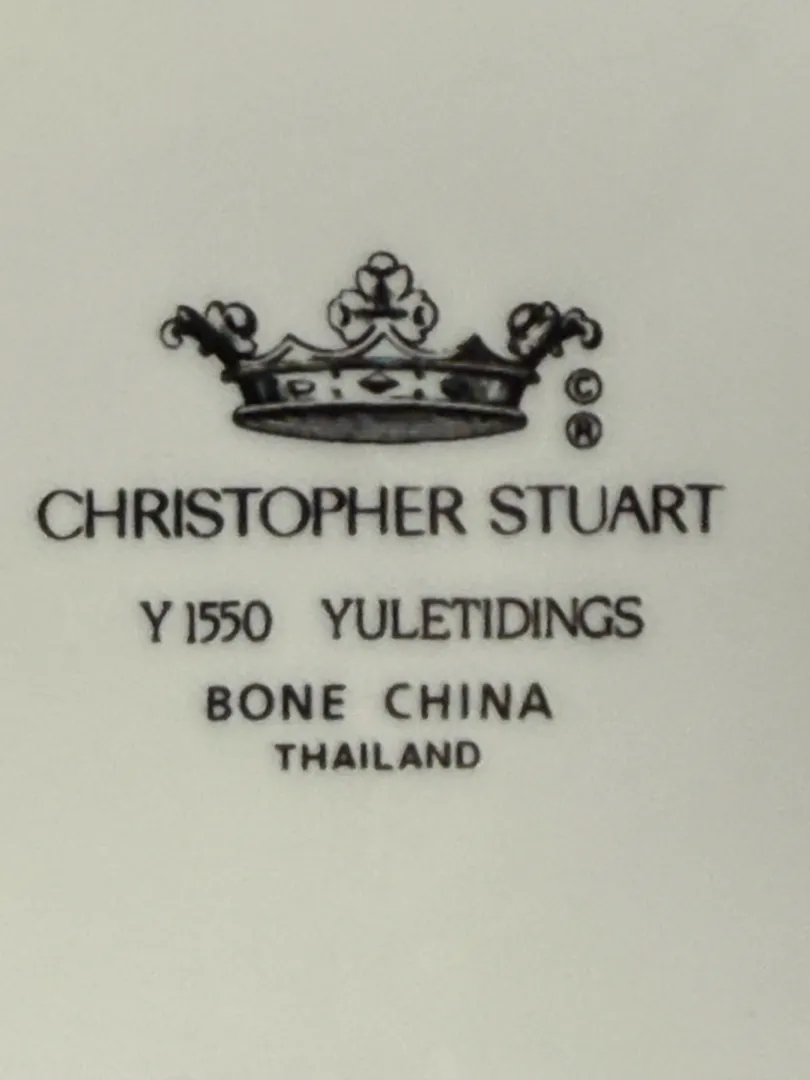 ©
®
CHRISTOPHER STUART
Y 1550 YULETIDINGS
BONE CHINA
THAILAND